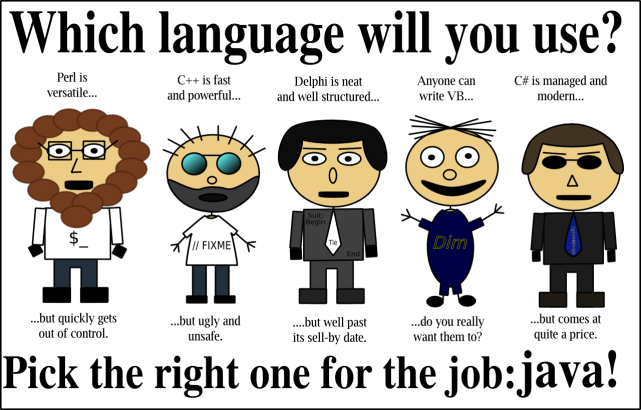 Which language will you use?
Perl is
versatile...
C++ is fast
and powerful...
Delphi is neat
and well structured...
Anyone can
write VB...
C# is managed and
modern...
$_
// FIXME
Suit:
Begin
Tie
End
Dim
...but quickly gets
out of control.
...but ugly and
unsafe.
....but well past
its sell-by date.
...do you really
want them to?
...but comes at
quite a price.
Pick the right one for the job:java!